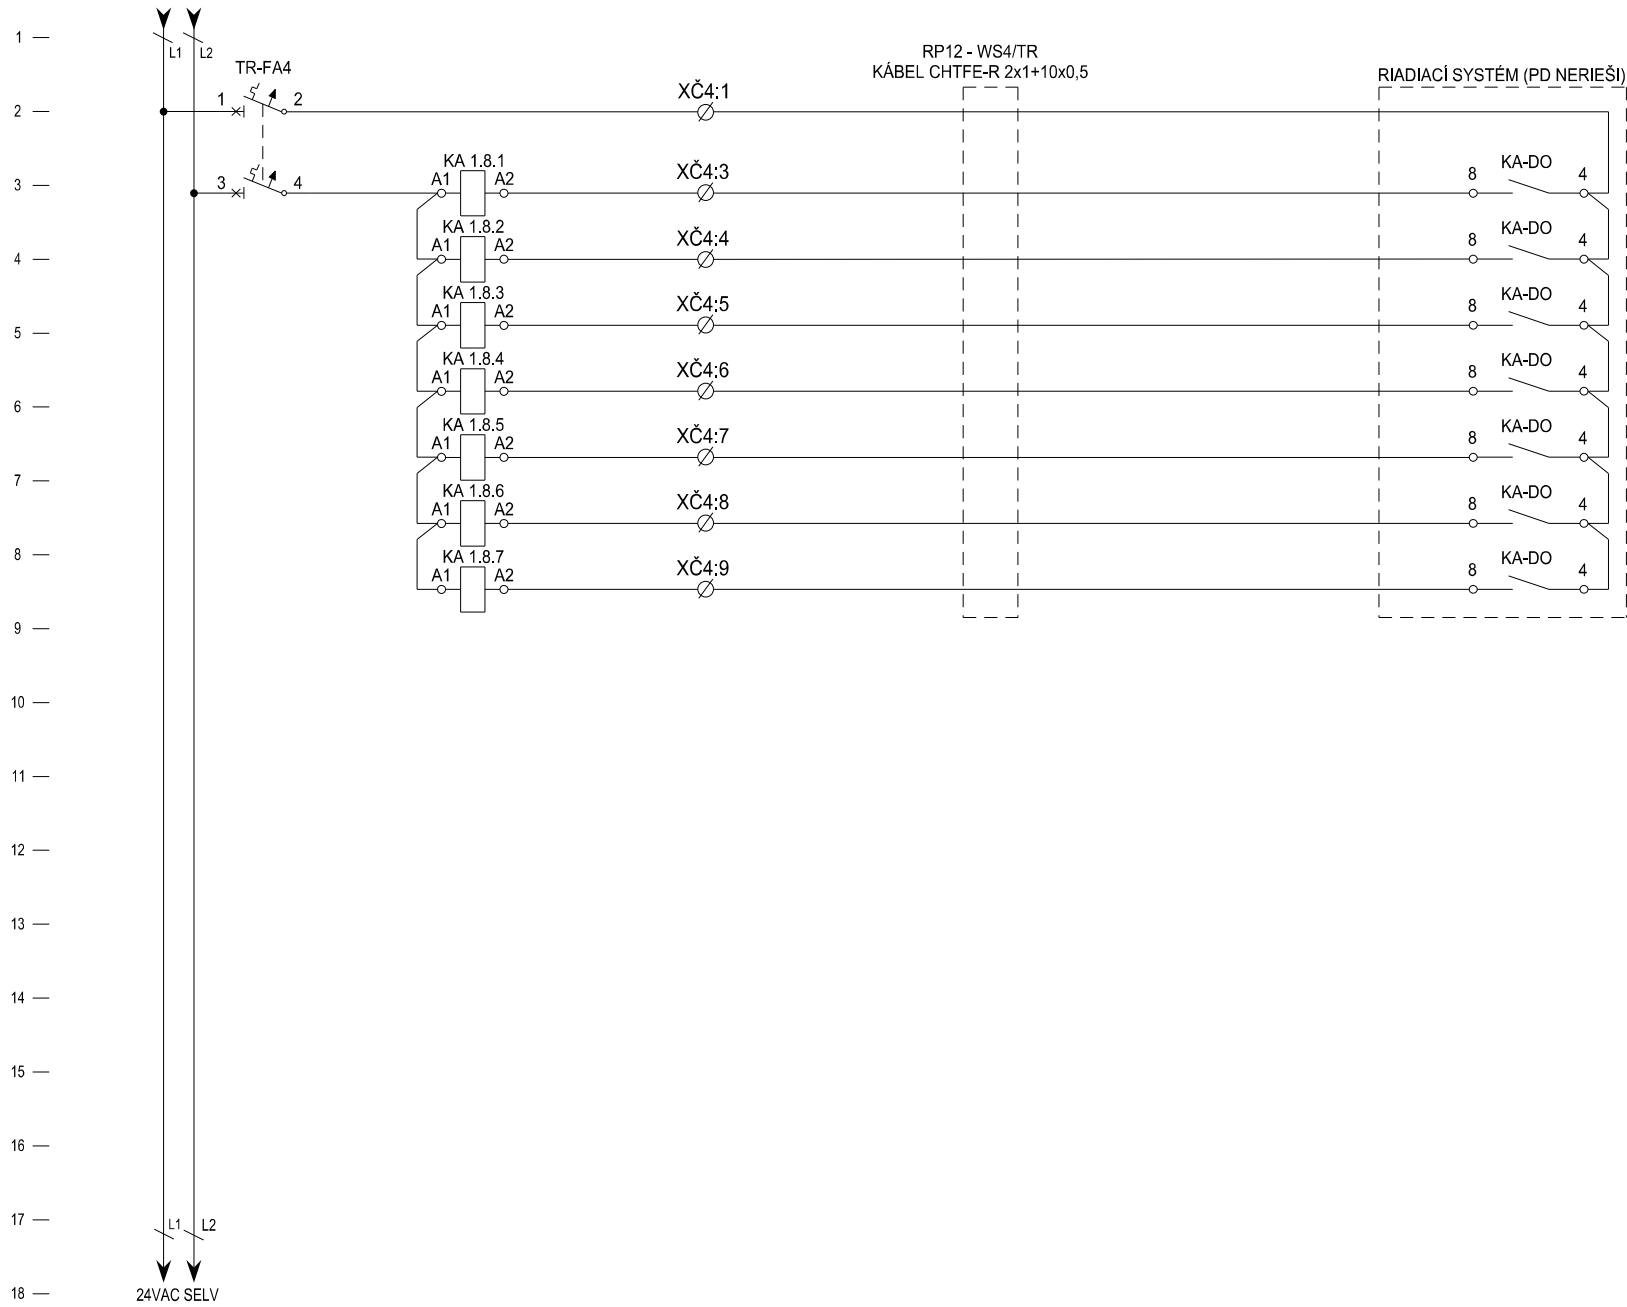 1
L1
L2
TR-FA4
RP12 - WS4/TR
KÁBEL CHTFE-R 2x1+10x0,5
RIADIACÍ SYSTÉM (PD NERIEŠI)
2
1
2
XČ4:1
3
3
4
KA 1.8.1
A1
A2
XČ4:3
8
KA-DO
4
4
KA 1.8.2
A1
A2
XČ4:4
8
KA-DO
4
5
KA 1.8.3
A1
A2
XČ4:5
8
KA-DO
4
6
KA 1.8.4
A1
A2
XČ4:6
8
KA-DO
4
7
KA 1.8.5
A1
A2
XČ4:7
8
KA-DO
4
8
KA 1.8.6
A1
A2
XČ4:8
8
KA-DO
4
KA 1.8.7
A1
A2
XČ4:9
8
KA-DO
4
9
10
11
12
13
14
15
16
17
L1
L2
18
24VAC SELV